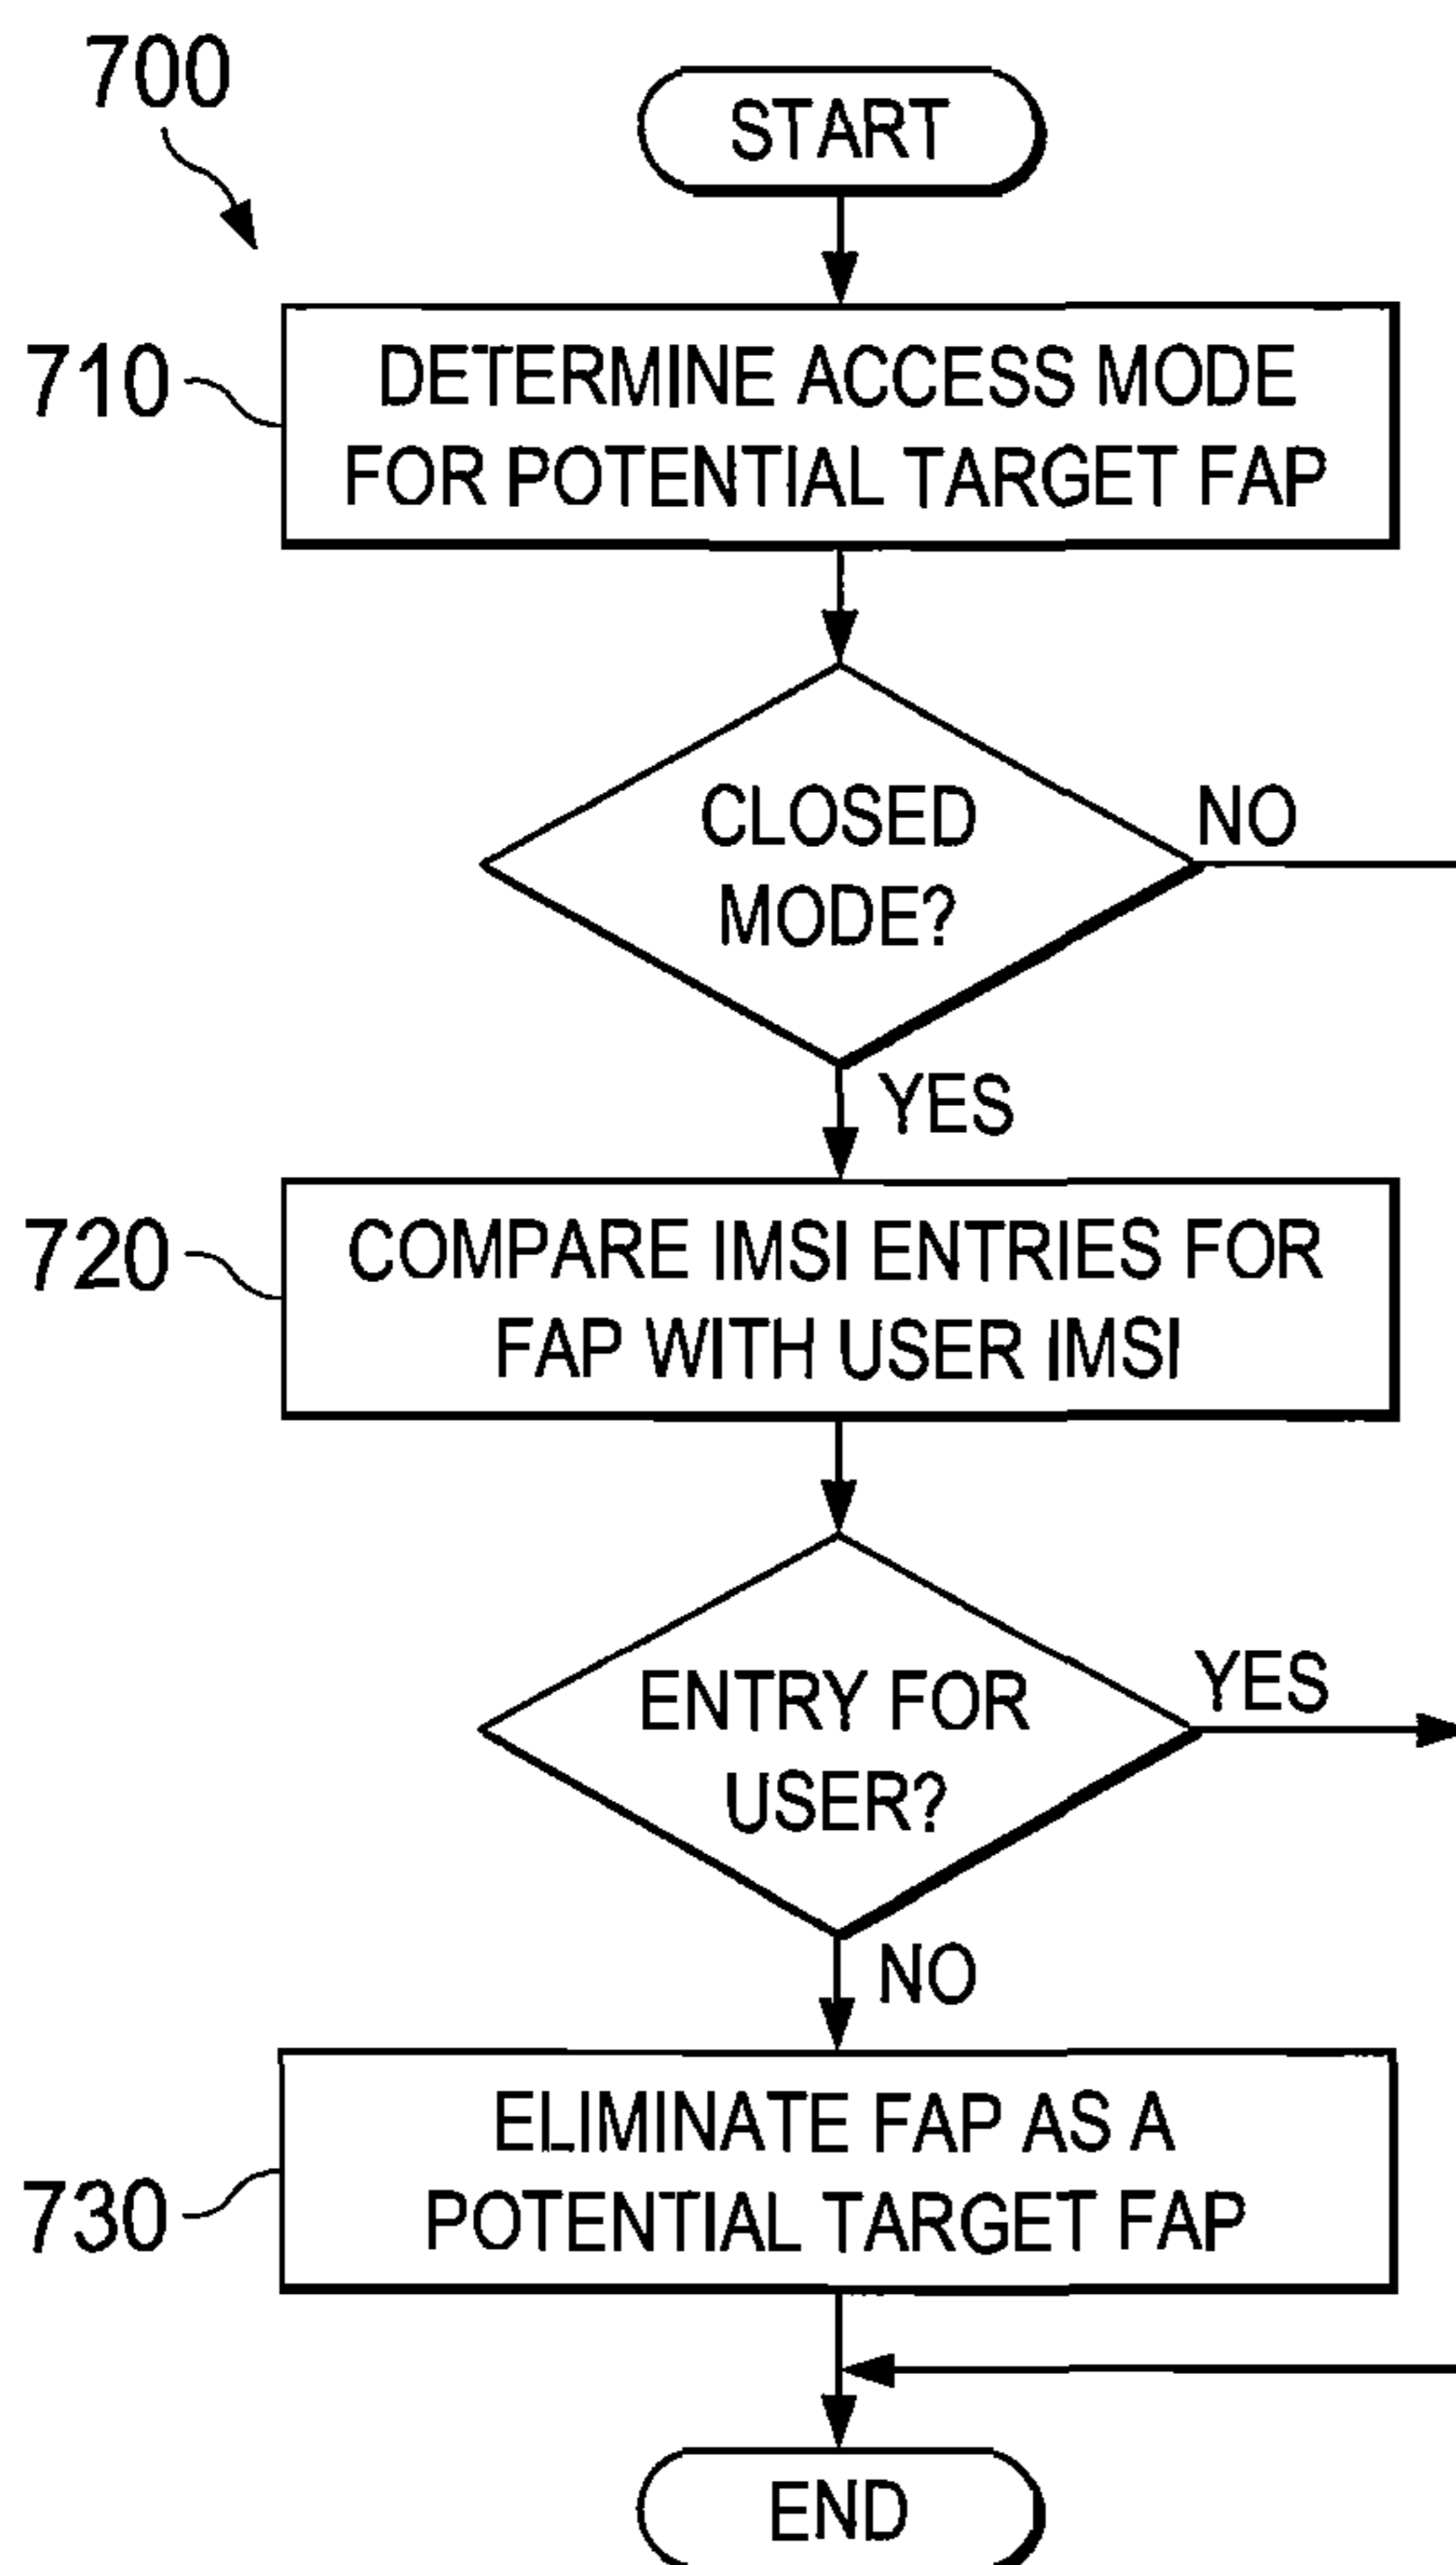 700
START
710
DETERMINE ACCESS MODE
FOR POTENTIAL TARGET FAP
CLOSED
MODE?
NO
YES
720
COMPARE IMSI ENTRIES FOR
FAP WITH USER IMSI
ENTRY FOR
USER?
YES
NO
730
ELIMINATE FAP AS A
POTENTIAL TARGET FAP
END